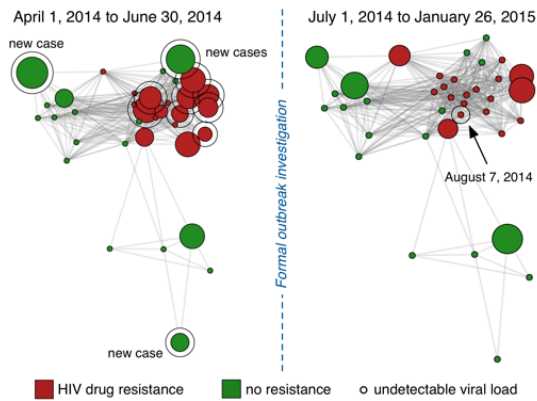 April 1, 2014 to June 30, 2014
July 1, 2014 to January 26, 2015
new case
new cases
Formal outbreak investigation
August 7, 2014
new case
HIV drug resistance
no resistance
undetectable viral load